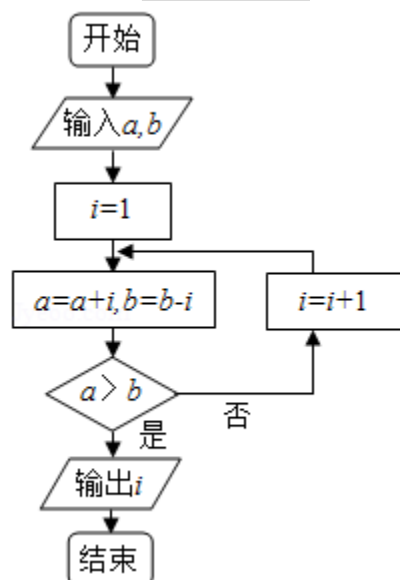 开始
输入a,b
i=1
a=a+i,b=b-i
i=i+1
a>b
否
是
输出i
结束